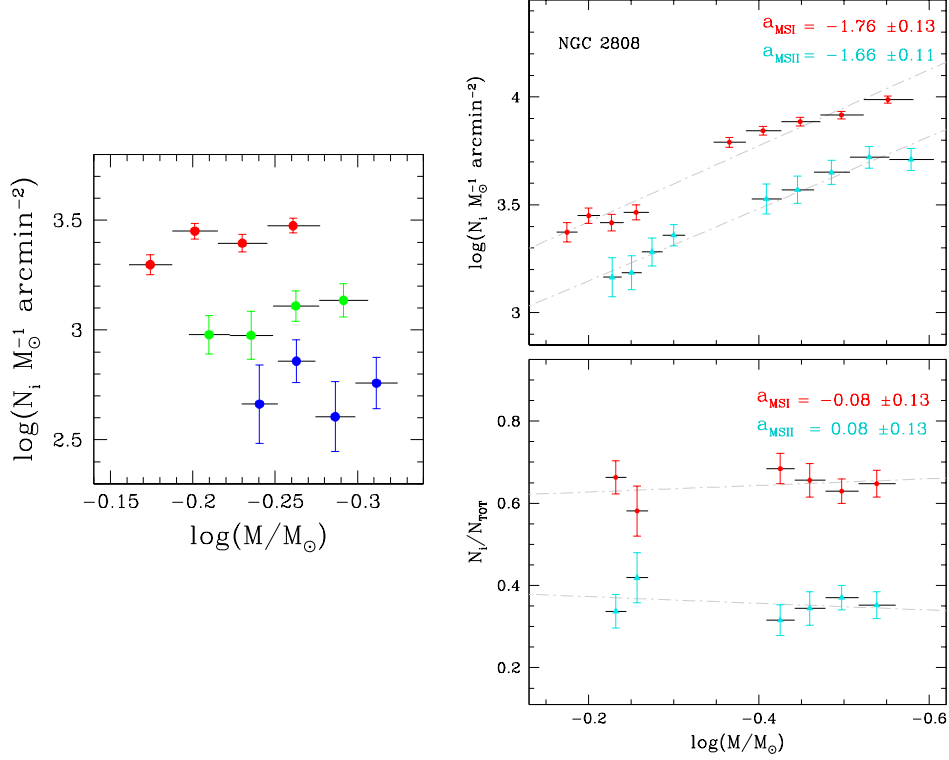 log(N_i M_⊙^-1 arcmin^-2)
3.5
3
2.5
-0.15
-0.2
-0.25
-0.3
log(M/M_⊙)
NGC 2808
a_MSI = -1.76 ±0.13
a_MSII = -1.66 ±0.11
log(N_i M_⊙^-1 arcmin^-2)
4
3.5
3
a_MSI = -0.08 ±0.13
a_MSII = 0.08 ±0.13
N_i/N_TOT
0.8
0.6
0.4
0.2
-0.2
-0.4
-0.6
log(M/M_⊙)